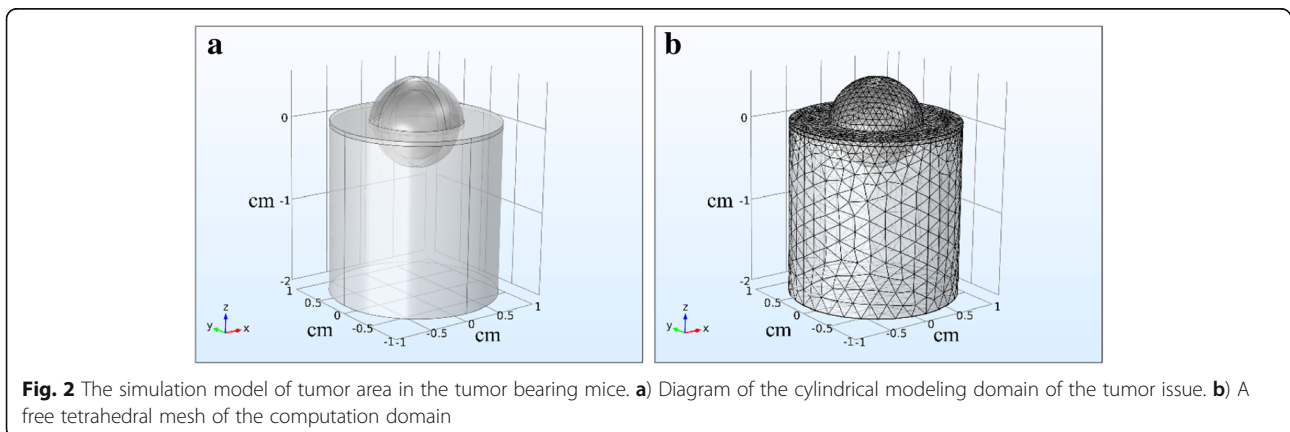 a
0
cm -1
-2
1
0.5
0
-0.5
-1 -1
-0.5
0
0.5
1
cm
cm
z
y
x
b
0
cm -1
-2
1
0.5
0
-0.5
-1 -1
-0.5
0
0.5
1
cm
cm
z
y
x
Fig. 2 The simulation model of tumor area in the tumor bearing mice. a) Diagram of the cylindrical modeling domain of the tumor issue. b) A
free tetrahedral mesh of the computation domain